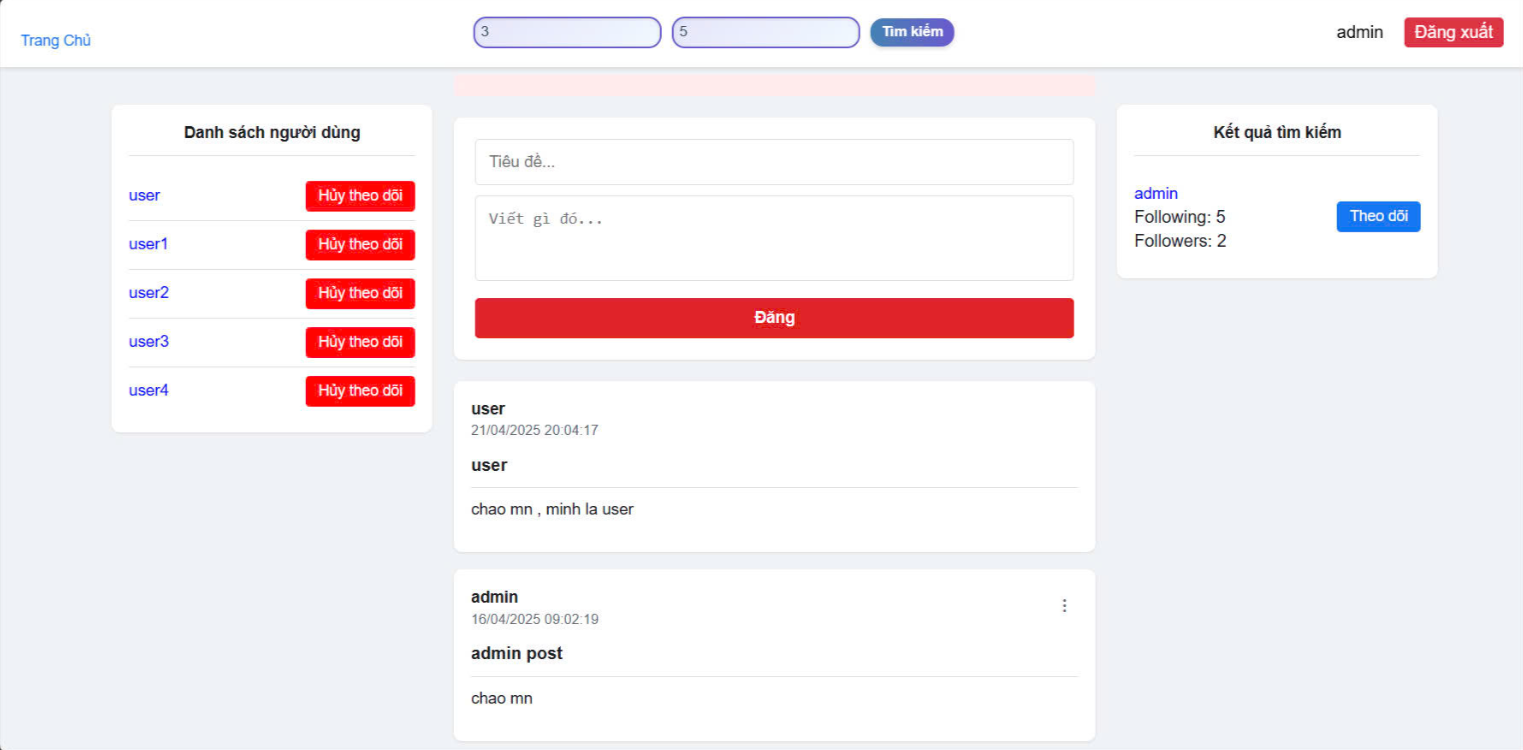 Trang Chủ
3
5
Tìm kiếm
admin
Đăng xuất
Danh sách người dùng
user
Hủy theo dõi
user1
Hủy theo dõi
user2
Hủy theo dõi
user3
Hủy theo dõi
user4
Hủy theo dõi
Tiêu đề...
Viết gì đó...
Đăng
user
21/04/2025 20:04:17
user
chao mn , minh la user
admin
16/04/2025 09:02:19
admin post
chao mn
Kết quả tìm kiếm
admin
Following: 5
Followers: 2
Theo dõi